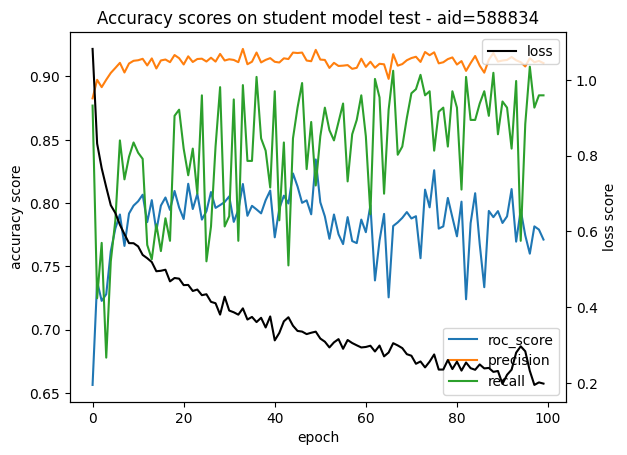 Accuracy scores on student model test - aid=588834
loss
accuracy score
0.90
0.85
0.80
0.75
0.70
0.65
1.0
0.8
0.6
0.4
0.2
loss score
roc_score
precision
recall
0
20
40
60
80
100
epoch